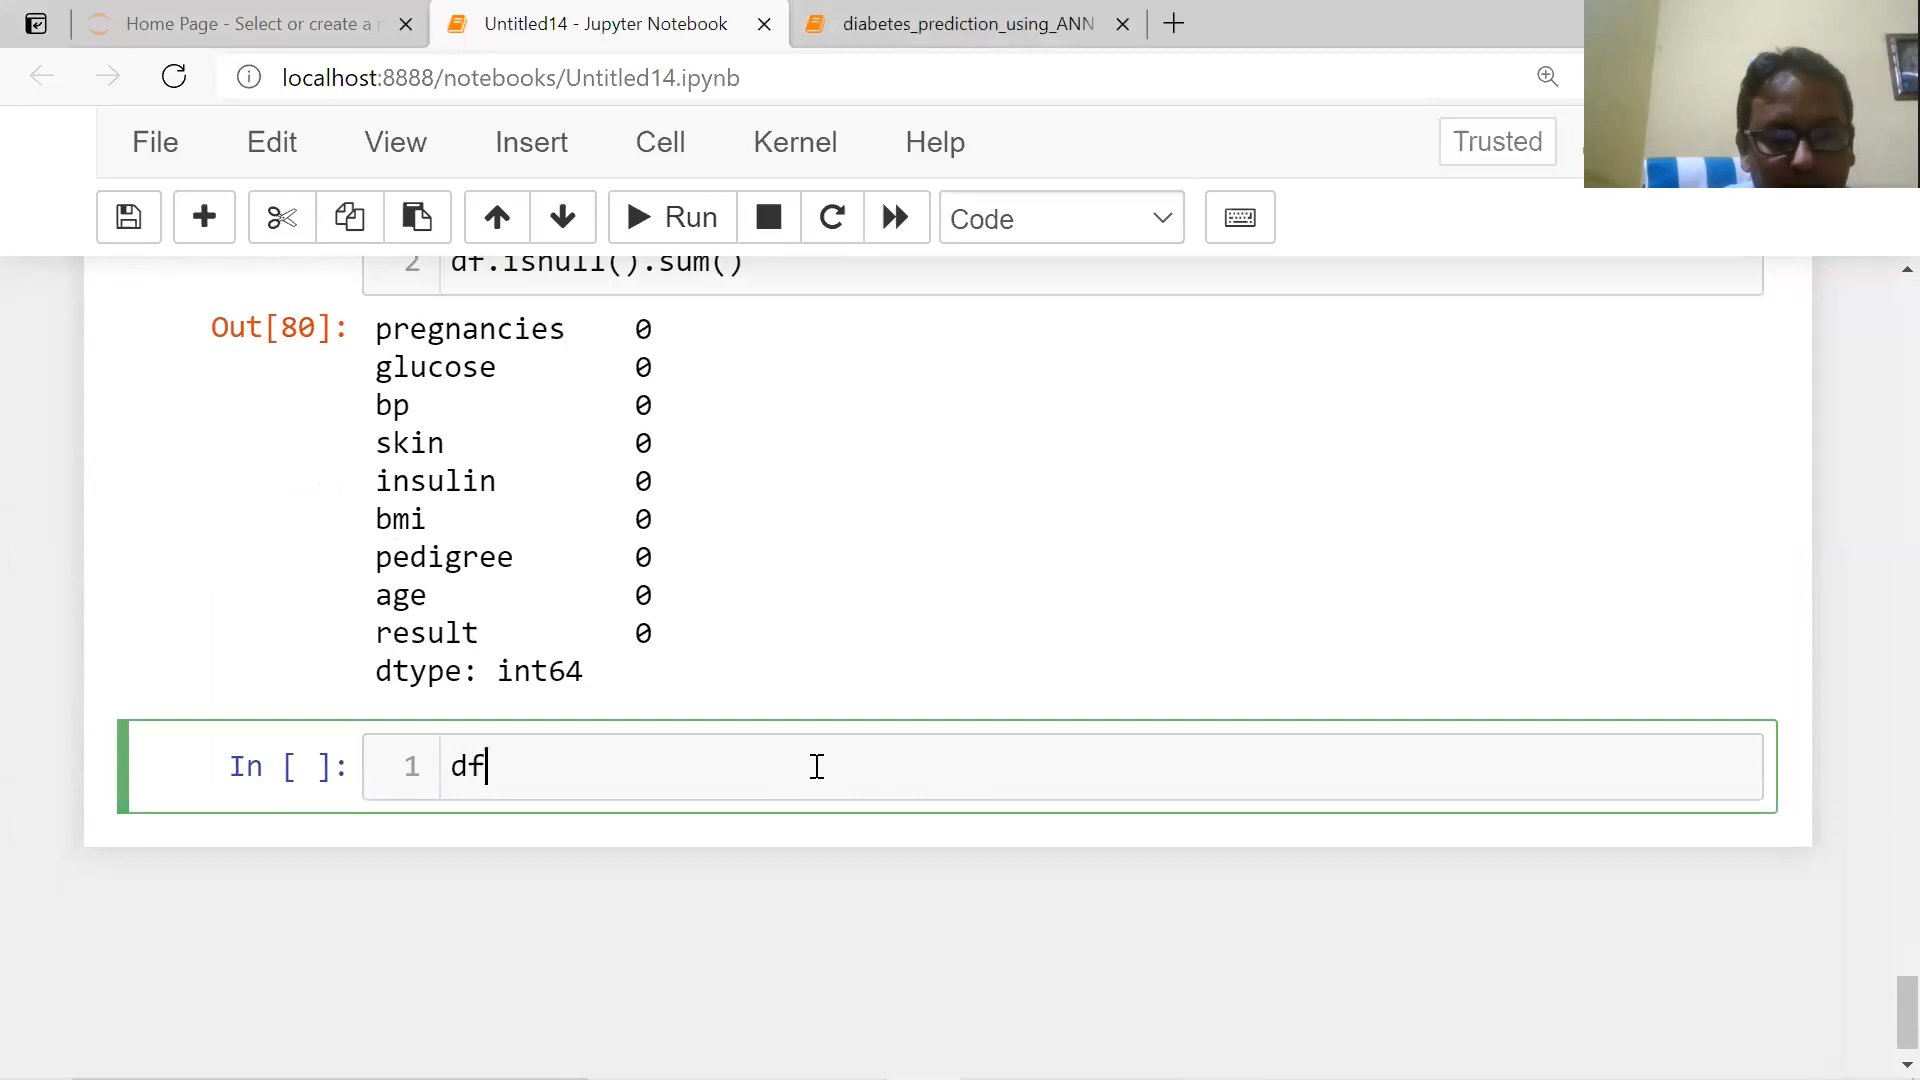 Home Page - Select or create a n
Untitled14 - Jupyter Notebook
diabetes_prediction_using_ANN
localhost:8888/notebooks/Untitled14.ipynb
File Edit View Insert Cell Kernel Help
Trusted
Run
Code
2 df.isnull().sum()
Out[80]: pregnancies 0
glucose 0
bp 0
skin 0
insulin 0
bmi 0
pedigree 0
age 0
result 0
dtype: int64
In [ ]: 1 df